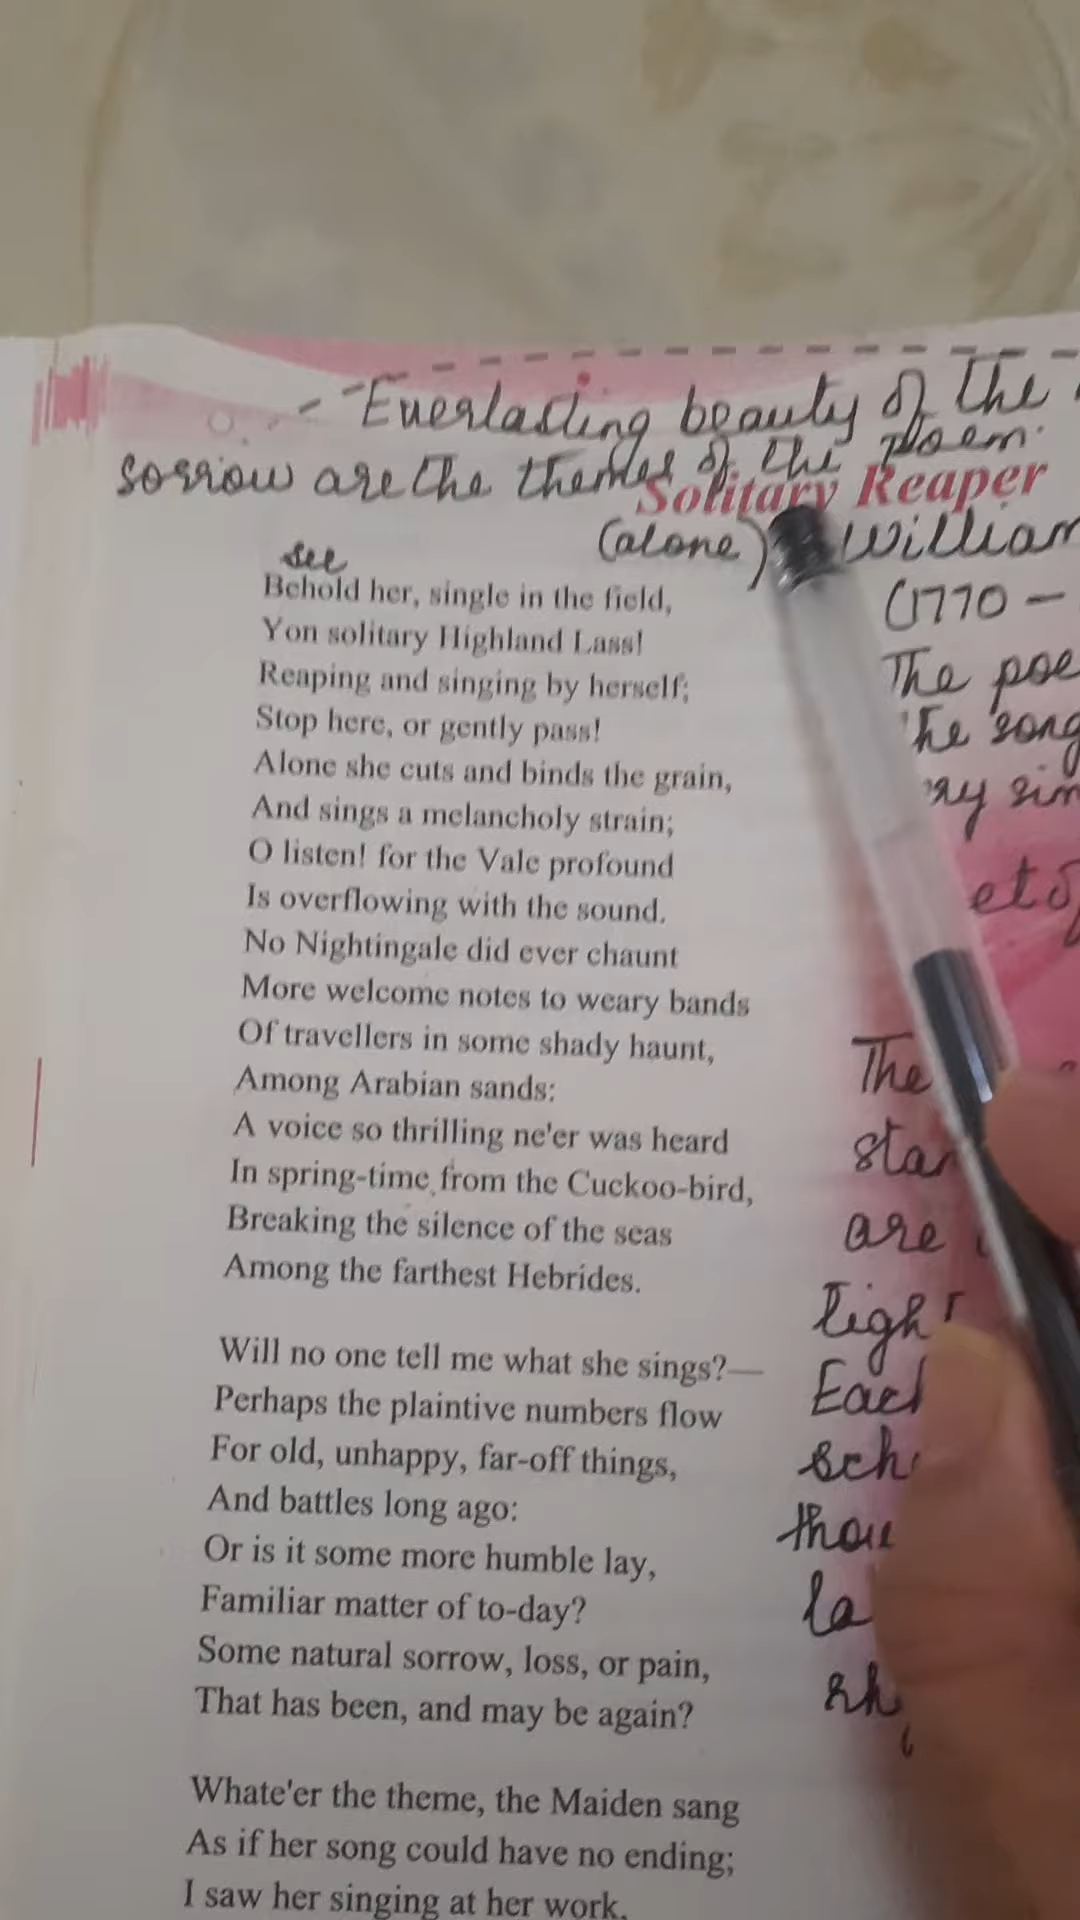 - Everlasting beauty of the
sorrow are the themes of the poem.
Solitary Reaper
(alone) William
(1770 -
see
Behold her, single in the field,
Yon solitary Highland Lass!
Reaping and singing by herself;
Stop here, or gently pass!
Alone she cuts and binds the grain,
And sings a melancholy strain;
O listen! for the Vale profound
Is overflowing with the sound.
No Nightingale did ever chaunt
More welcome notes to weary bands
Of travellers in some shady haunt,
Among Arabian sands:
A voice so thrilling ne'er was heard
In spring-time from the Cuckoo-bird,
Breaking the silence of the seas
Among the farthest Hebrides.
Will no one tell me what she sings?—
Perhaps the plaintive numbers flow
For old, unhappy, far-off things,
And battles long ago:
Or is it some more humble lay,
Familiar matter of to-day?
Some natural sorrow, loss, or pain,
That has been, and may be again?
Whate'er the theme, the Maiden sang
As if her song could have no ending;
I saw her singing at her work,
The
the song
The
are